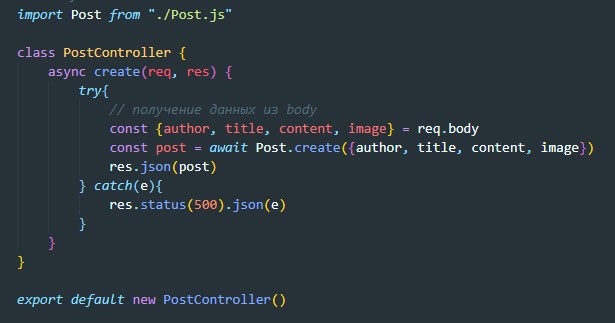 import Post from "./Post.js"
class PostController {
async create(req, res) {
try{
// получение данных из body
const {author, title, content, image} = req.body
const post = await Post.create({author, title, content, image})
res.json(post)
} catch(e){
res.status(500).json(e)
}
}
}
export default new PostController()